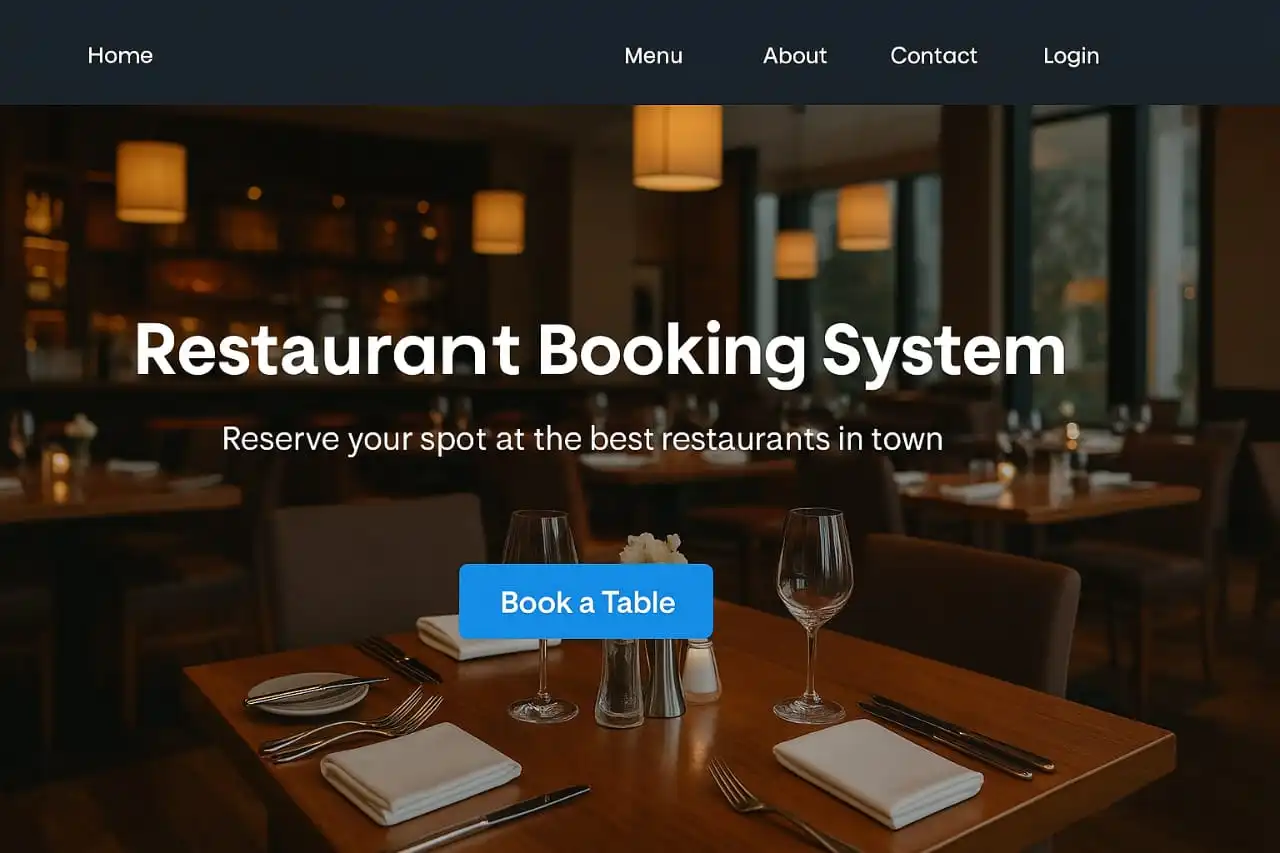 Home Menu About Contact Login
Restaurant Booking System
Reserve your spot at the best restaurants in town
Book a Table